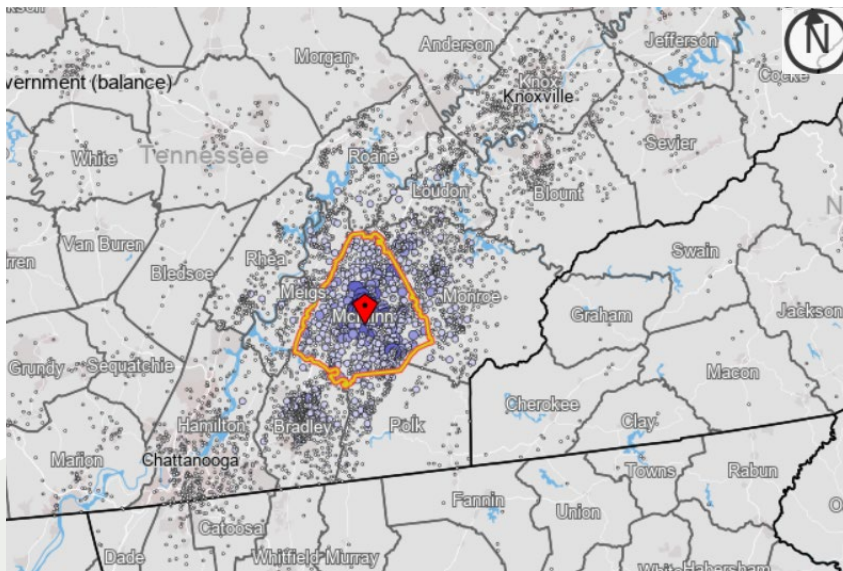 Morgan
Anderson
Jefferson
N
vernment (balance)
Knox
Knoxville
Cocke
White
Tennessee
Roane
Sevier
Loudon
Blount
Van Buren
Bledsoe
Rhea
Swain
Meigs
Monroe
Graham
Jackson
Grundy
Sequatchie
Macon
Hamilton
Bradley
Polk
Cherokee
Clay
Marion
Chattanooga
Towns
Rabun
Fannin
Union
Catoosa
Dade
Whitfield
Murray
Habersham